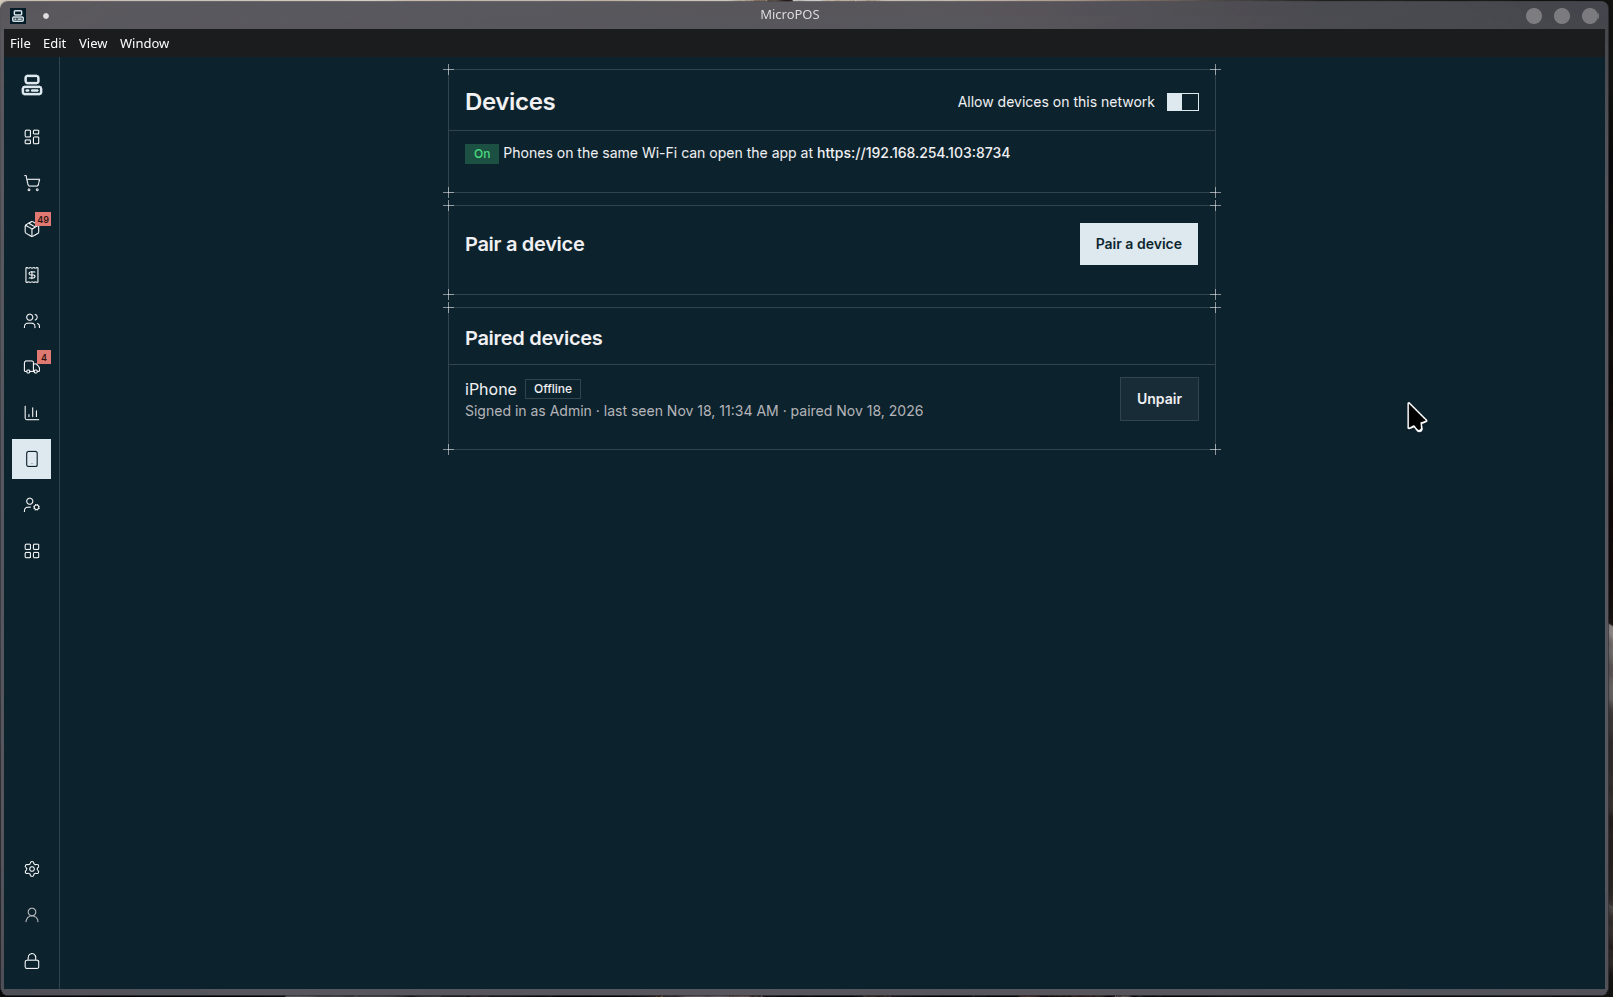 MicroPOS
File Edit View Window
Devices
Allow devices on this network
On Phones on the same Wi-Fi can open the app at https://192.168.254.103:8734
Pair a device
Pair a device
49
Paired devices
4
iPhone Offline
Signed in as Admin · last seen Nov 18, 11:34 AM · paired Nov 18, 2026
Unpair